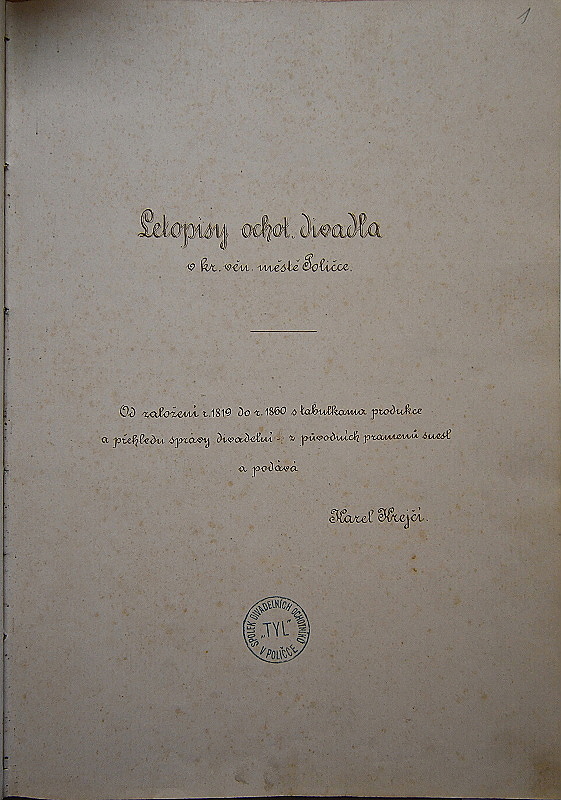 1
Letopisy ochot. divadla
v kr. věn. městě Poličce.
Od založení r. 1819 do r. 1860 s tabulkama produkce
a přehledu správy divadelní - z původních pramenů snesl
a podává
Karel Krejčí.
SPOLEK DIVADELNÍCH OCHOTNÍKŮ
"TYL"
V POLIČCE